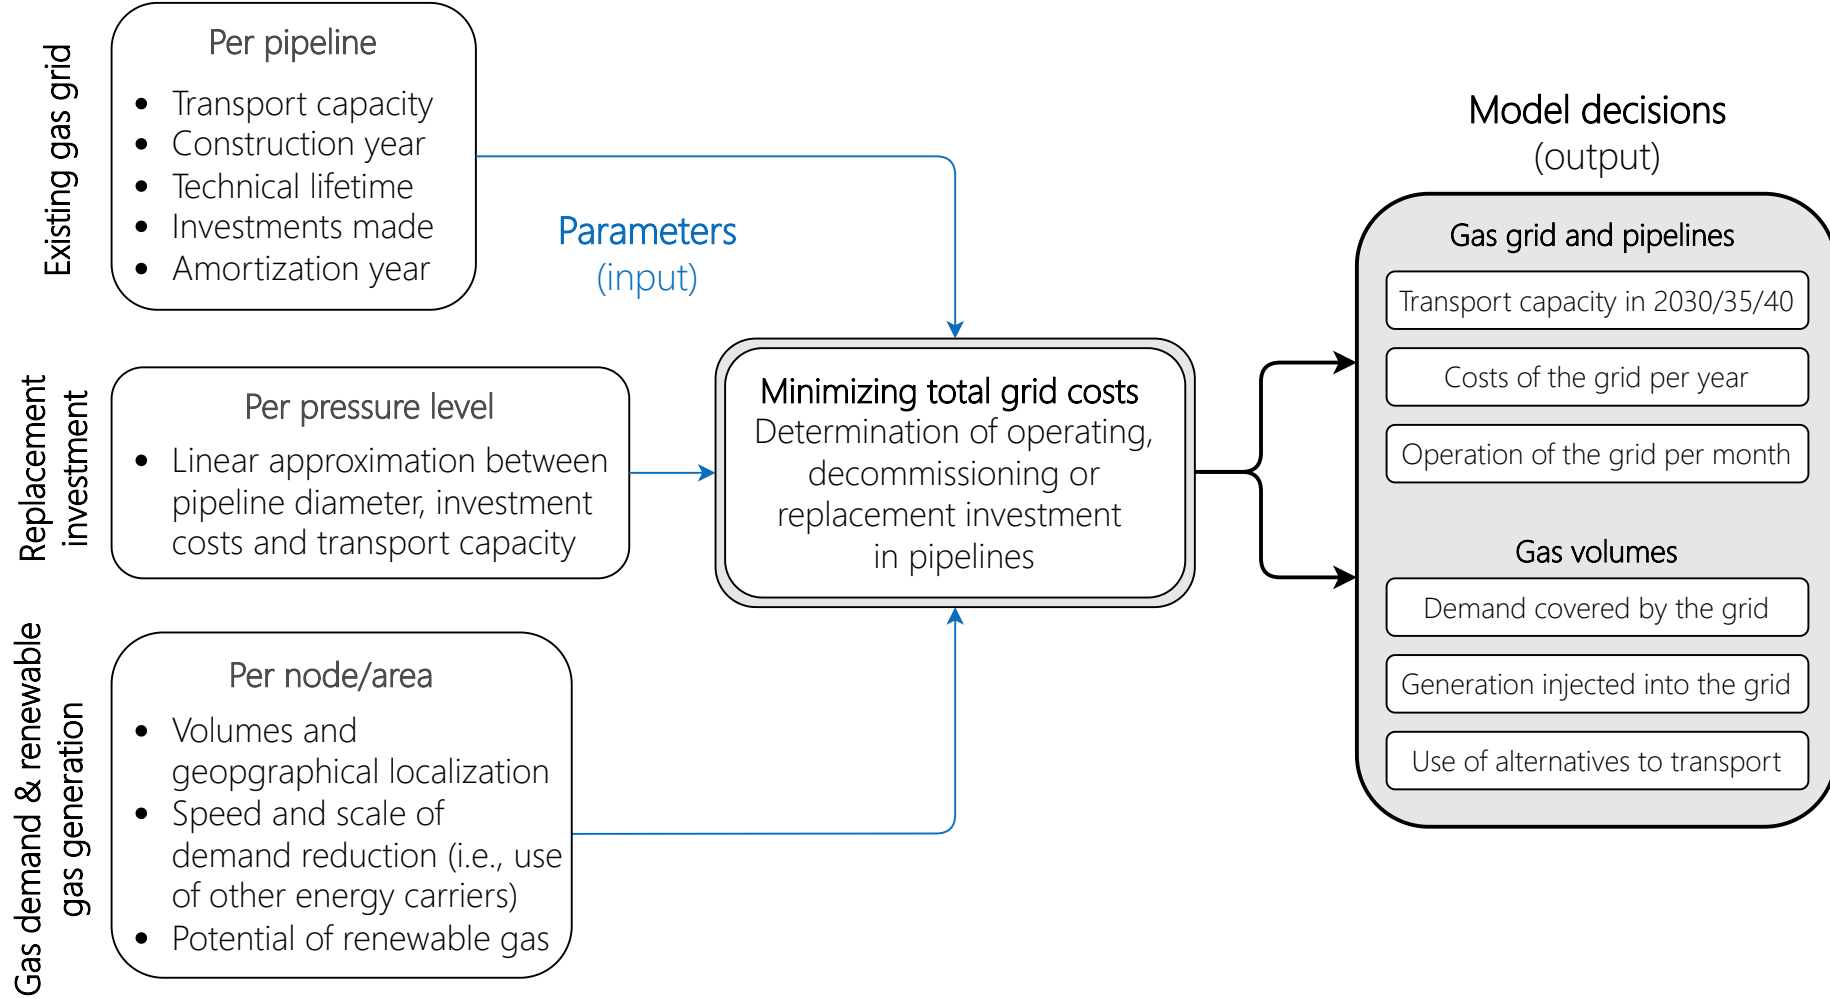 Existing gas grid
Per pipeline
• Transport capacity
• Construction year
• Technical lifetime
• Investments made
• Amortization year
Replacement
investment
Per pressure level
• Linear approximation between
pipeline diameter, investment
costs and transport capacity
Gas demand & renewable
gas generation
Per node/area
• Volumes and
geopgraphical localization
• Speed and scale of
demand reduction (i.e., use
of other energy carriers)
• Potential of renewable gas
Parameters
(input)
Minimizing total grid costs
Determination of operating,
decommissioning or
replacement investment
in pipelines
Model decisions
(output)
Gas grid and pipelines
Transport capacity in 2030/35/40
Costs of the grid per year
Operation of the grid per month
Gas volumes
Demand covered by the grid
Generation injected into the grid
Use of alternatives to transport